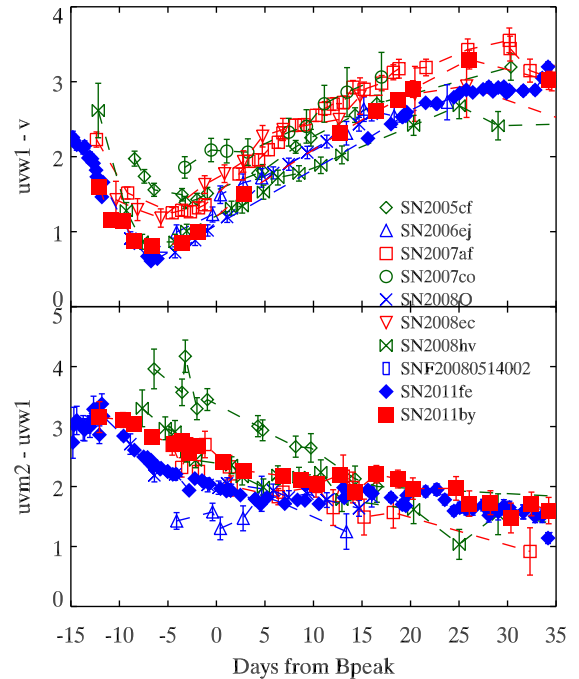 4
3
2
1
0
uvw1 - v
SN2005cf
SN2006ej
SN2007af
SN2007co
SN2008Q
SN2008ec
SN2008hv
SNF20080514002
SN2011fe
SN2011by
5
4
3
2
1
0
uvm2 - uvw1
-15 -10 -5 0 5 10 15 20 25 30 35
Days from Bpeak